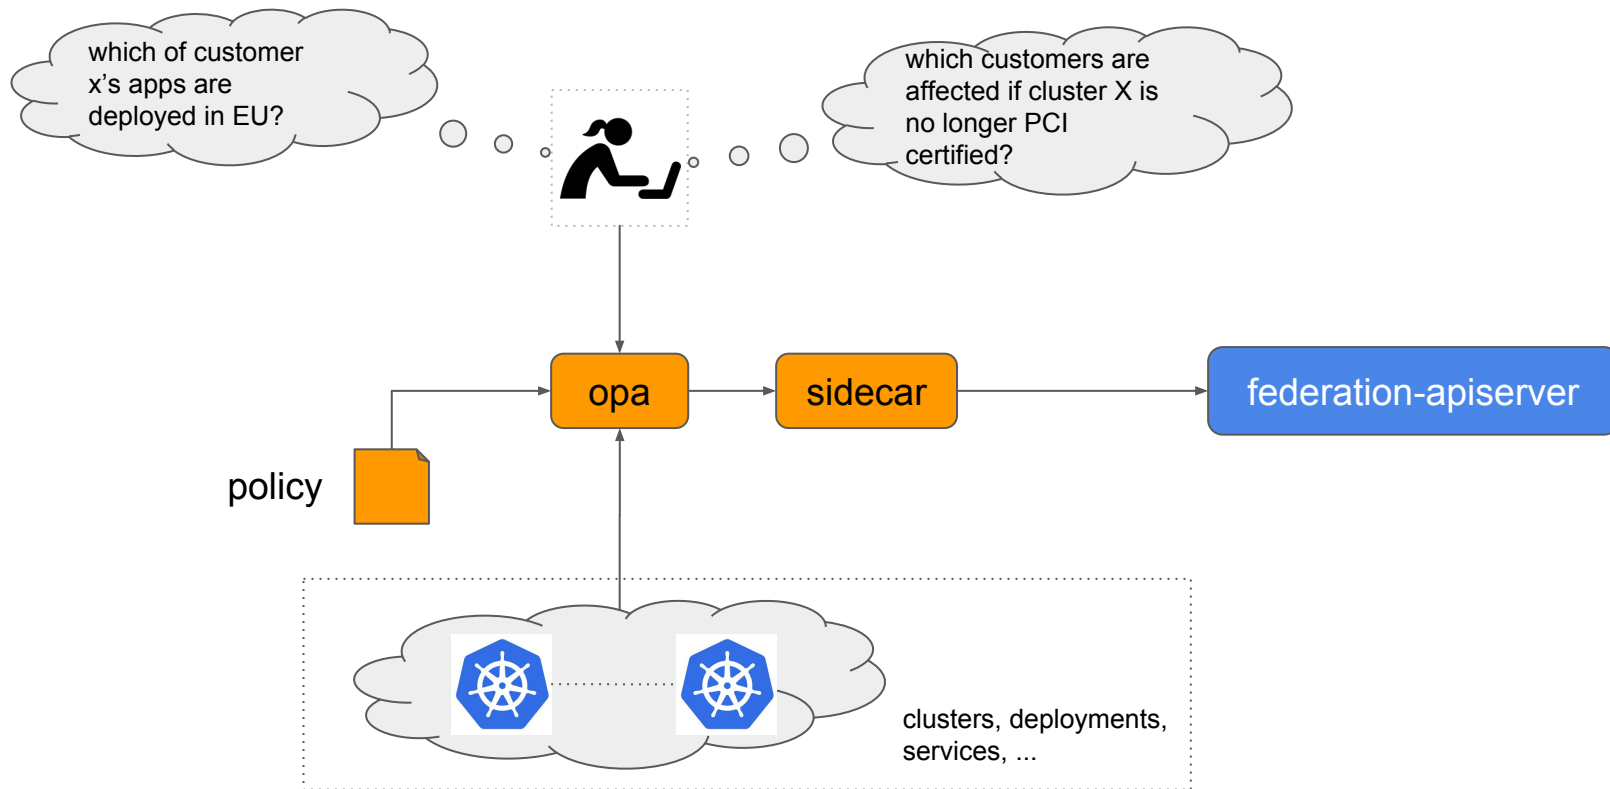 which of customer
x’s apps are
deployed in EU?
which customers are
affected if cluster X is
no longer PCI
certified?
opa
sidecar
federation-apiserver
policy
clusters, deployments,
services, ...